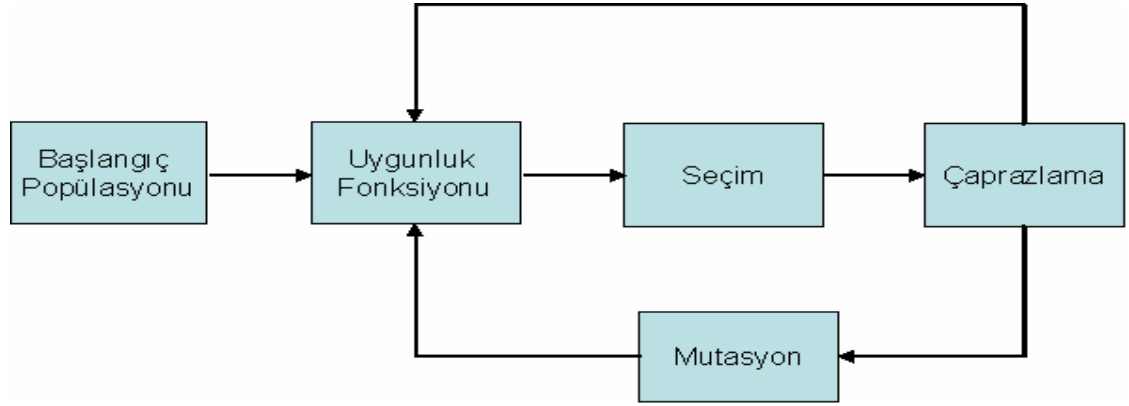 Başlangıç
Popülasyonu
Uygunluk
Fonksiyonu
Seçim
Çaprazlama
Mutasyon